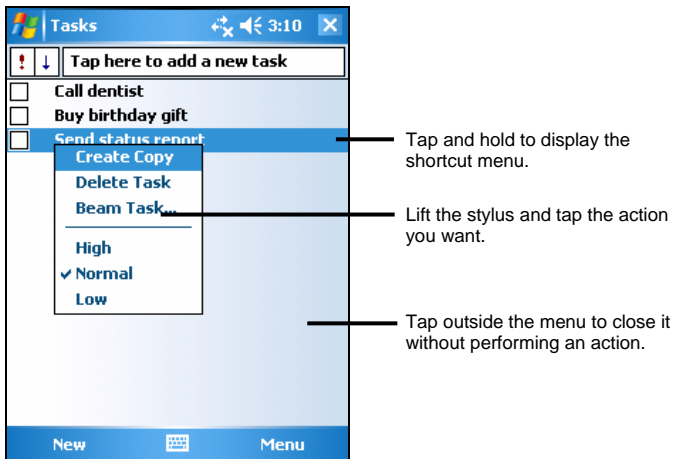 Tasks 3:10
! ↓ Tap here to add a new task
Call dentist
Buy birthday gift
Send status report
Create Copy
Delete Task
Beam Task...
High
Normal
Low
New Menu
Tap and hold to display the
shortcut menu.
Lift the stylus and tap the action
you want.
Tap outside the menu to close it
without performing an action.